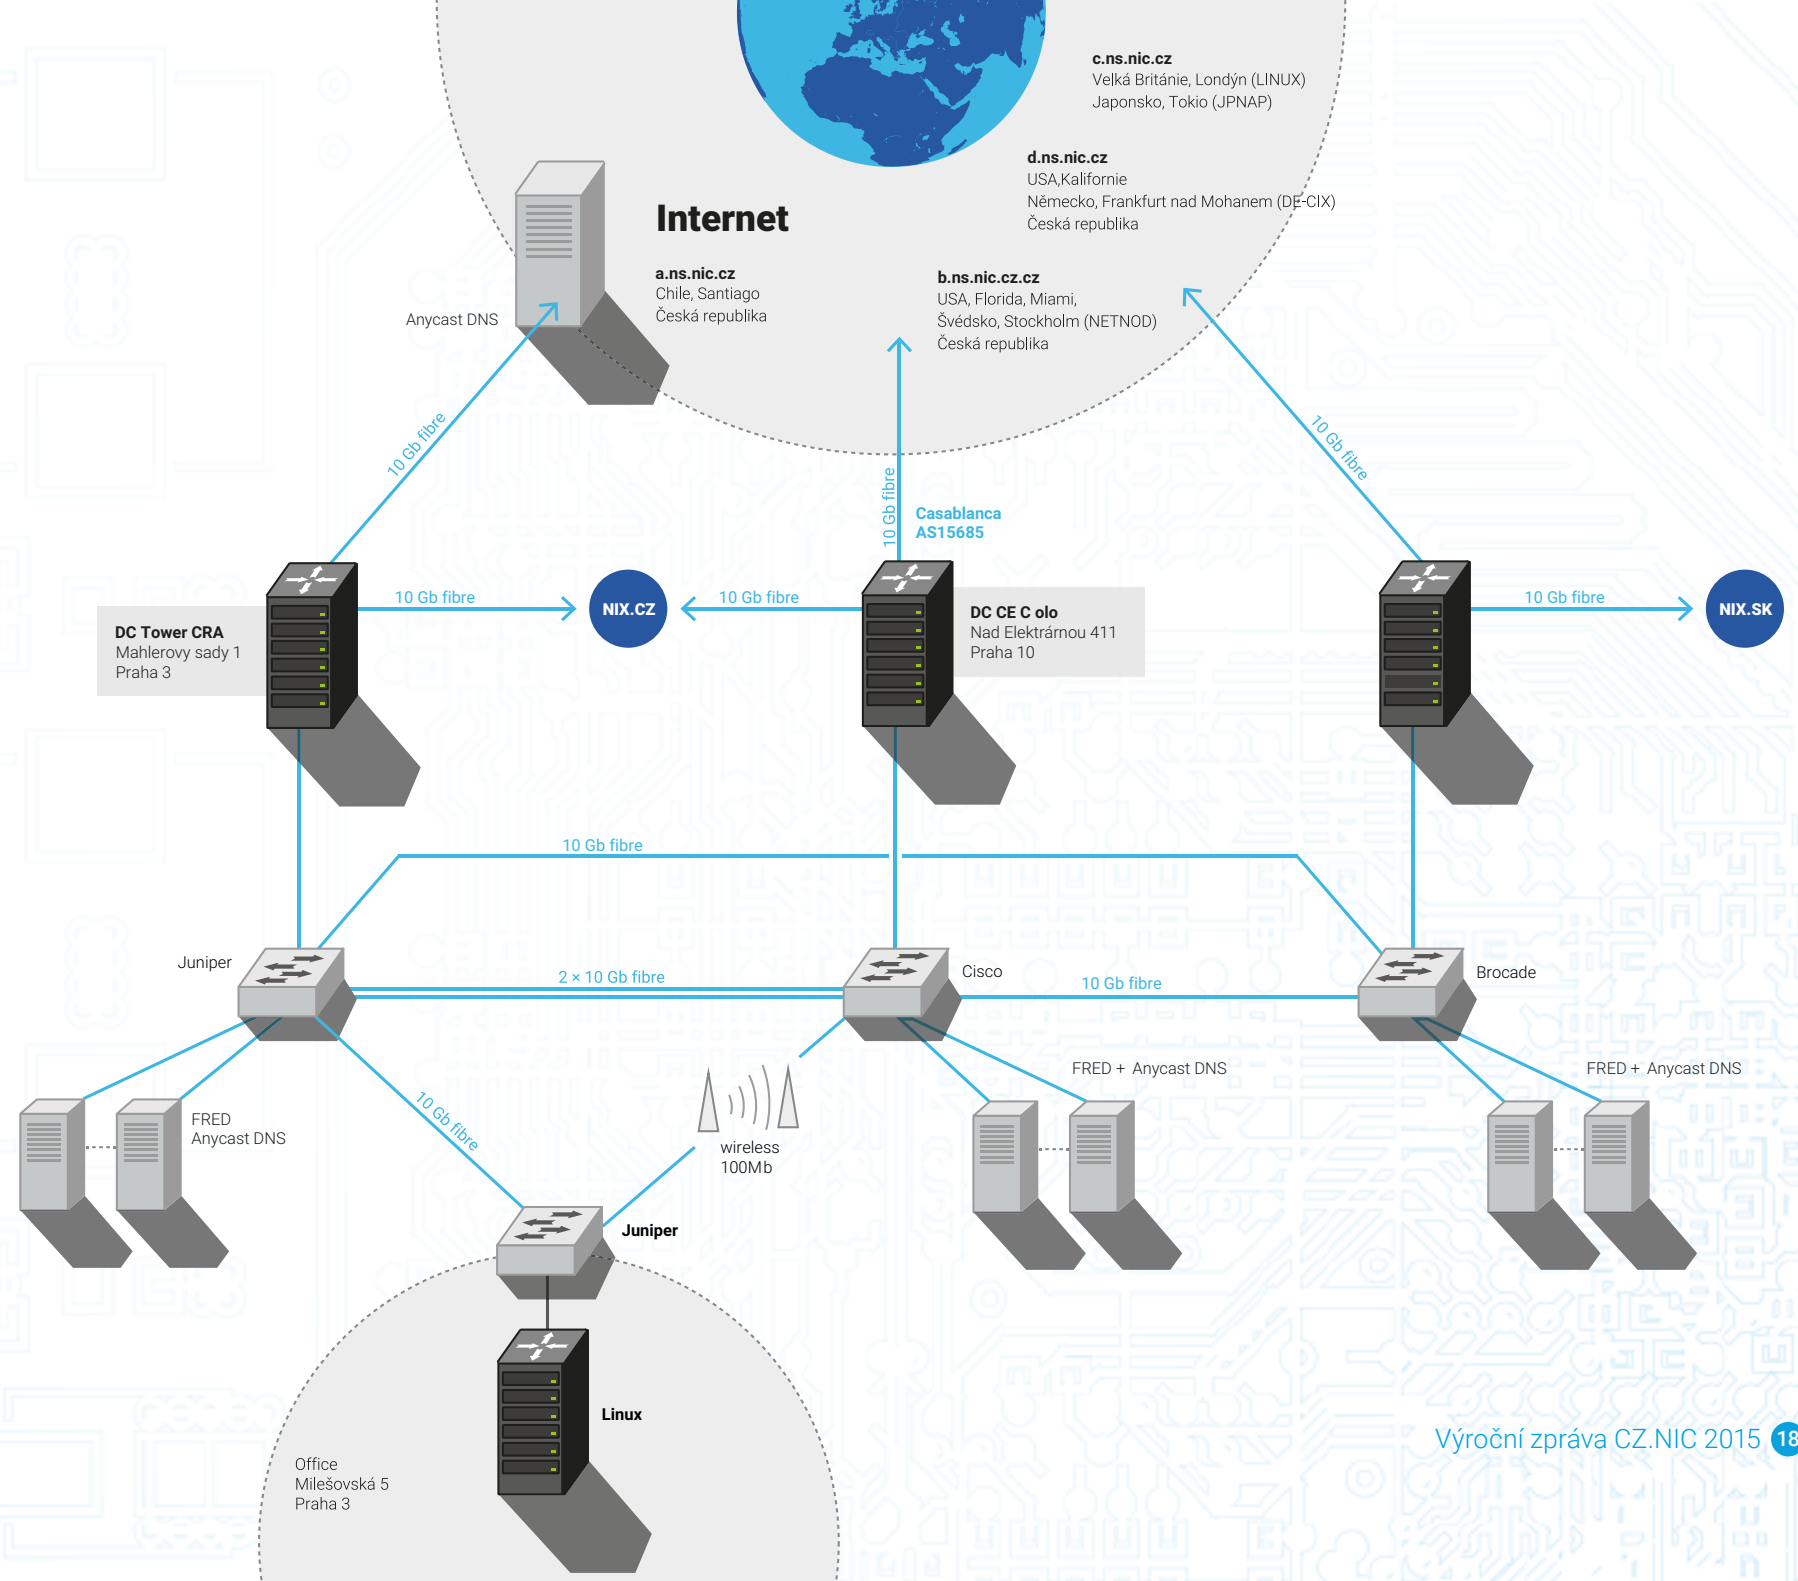 c.ns.nic.cz
Velká Británie, Londýn (LINUX)
Japonsko, Tokio (JPNAP)
d.ns.nic.cz
USA,Kalifornie
Německo, Frankfurt nad Mohanem (DE-CIX)
Česká republika
Internet
a.ns.nic.cz
Chile, Santiago
Česká republika
b.ns.nic.cz.cz
USA, Florida, Miami,
Švédsko, Stockholm (NETNOD)
Česká republika
Anycast DNS
10 Gb fibre
10 Gb fibre
10 Gb fibre
Casablanca
AS15685
10 Gb fibre
NIX.CZ
10 Gb fibre
10 Gb fibre
NIX.SK
DC Tower CRA
Mahlerovy sady 1
Praha 3
DC CE C olo
Nad Elektrárnou 411
Praha 10
10 Gb fibre
Juniper
2 × 10 Gb fibre
Cisco
10 Gb fibre
Brocade
FRED
Anycast DNS
10 Gb fibre
wireless
100Mb
FRED + Anycast DNS
FRED + Anycast DNS
Juniper
Linux
Office
Milešovská 5
Praha 3
Výroční zpráva CZ.NIC 2015 18